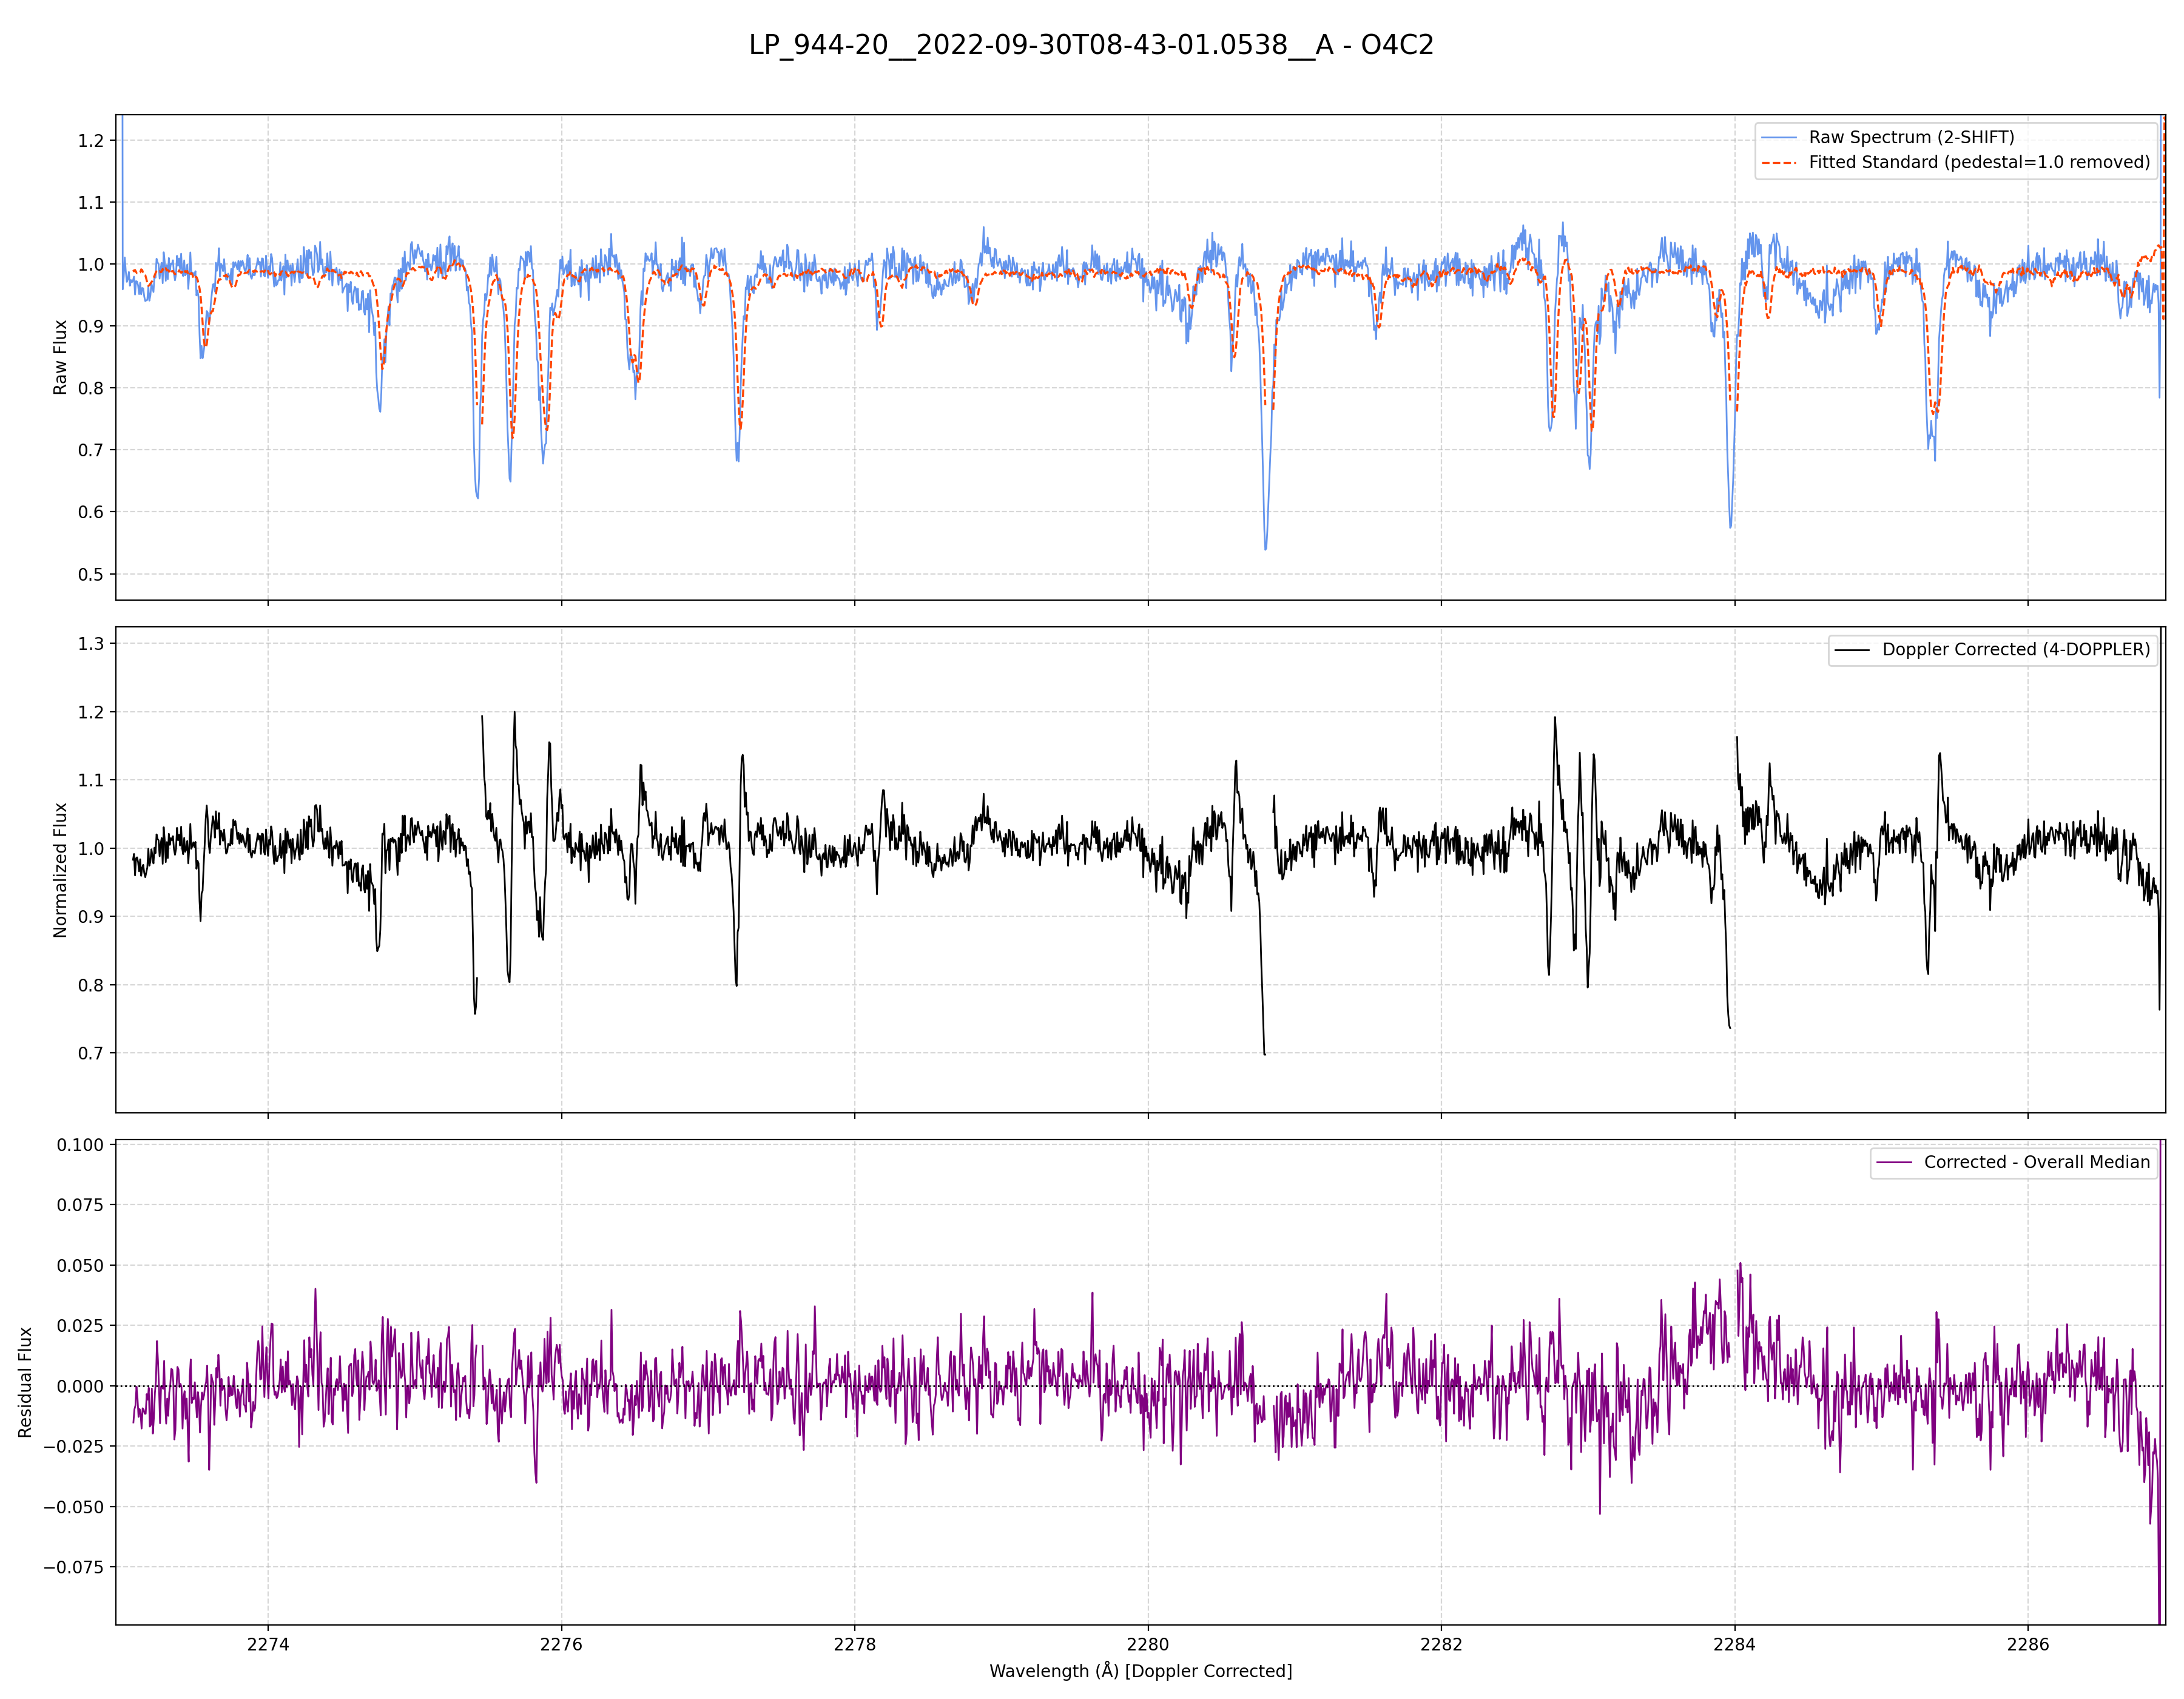 LP_944-20__2022-09-30T08-43-01.0538__A - O4C2
Raw Spectrum (2-SHIFT)
Fitted Standard (pedestal=1.0 removed)
Raw Flux
1.2
1.1
1.0
0.9
0.8
0.7
0.6
0.5
Doppler Corrected (4-DOPPLER)
Normalized Flux
1.3
1.2
1.1
1.0
0.9
0.8
0.7
Corrected - Overall Median
Residual Flux
0.100
0.075
0.050
0.025
0.000
−0.025
−0.050
−0.075
2274 2276 2278 2280 2282 2284 2286
Wavelength (Å) [Doppler Corrected]